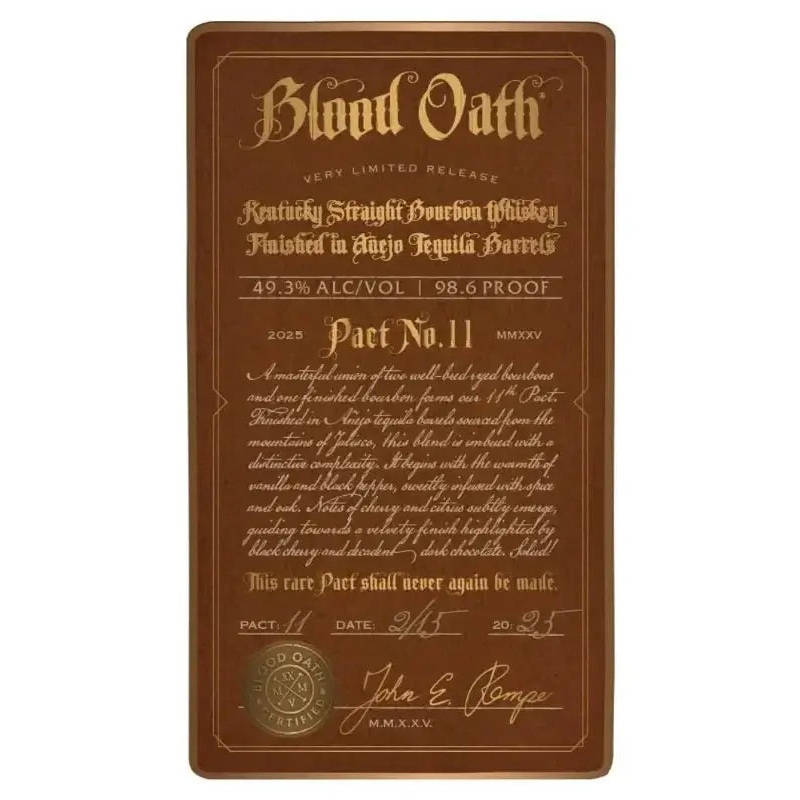 Blood Oath®
VERY LIMITED RELEASE
Kentucky Straight Bourbon Whiskey
Finished in Añejo Tequila Barrels
49.3% ALC/VOL | 98.6 PROOF
2025 Pact No.11 MMXXV
A masterful union of two well-bred ryed bourbons
and one finished bourbon forms our 11th Pact.
Finished in Añejo tequila barrels sourced from the
mountains of Jalisco, this blend is imbued with a
distinctive complexity. It begins with the warmth of
vanilla and black pepper, sweetly infused with spice
and oak. Notes of cherry and citrus subtly emerge,
guiding towards a velvety finish highlighted by
black cherry and decadent dark chocolate. Salud!
This rare Pact shall never again be made.
PACT: 11 DATE: 2/15 20: 25
BLOOD OATH
XX
M M
V
CERTIFIED
John E. Rempe
M.M.X.X.V.